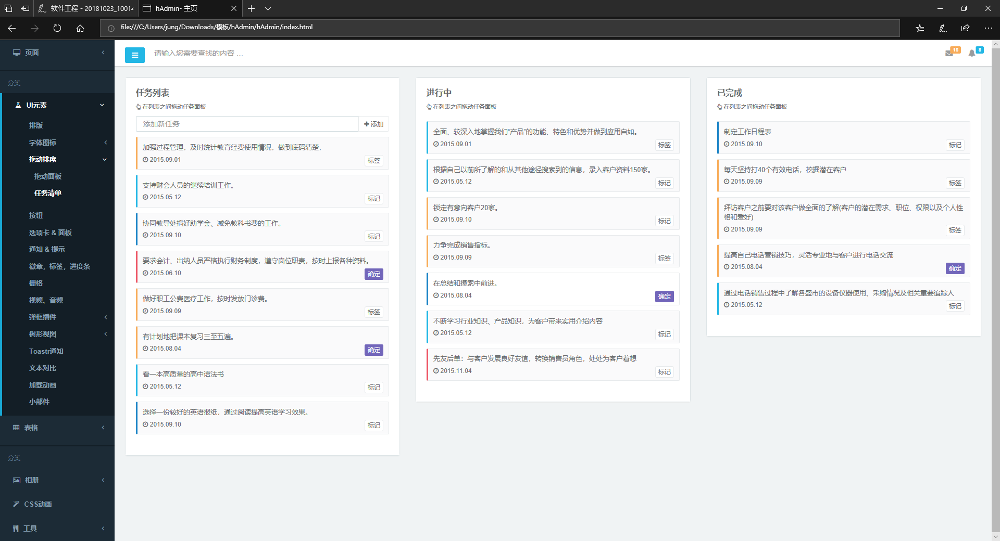 软件工程 - 20181023_10014
hAdmin- 主页
file:///C:/Users/jung/Downloads/模板/hAdmin/hAdmin/index.html
页面
分类
UI元素
排版
字体图标
拖动排序
拖动面板
任务清单
按钮
选项卡 & 面板
通知 & 提示
徽章，标签，进度条
栅格
视频、音频
弹框插件
树形视图
Toastr通知
文本对比
加载动画
小部件
表格
分类
相册
CSS动画
工具
请输入您需要查找的内容 …
16
8
任务列表
在列表之间拖动任务面板
添加新任务
添加
加强过程管理，及时统计教育经费使用情况，做到底码清楚，
2015.09.01
标签
支持财会人员的继续培训工作。
2015.05.12
标记
协同教导处搞好助学金、减免教科书费的工作。
2015.09.10
标记
要求会计、出纳人员严格执行财务制度，遵守岗位职责，按时上报各种资料。
2015.06.10
确定
做好职工公费医疗工作，按时发放门诊费。
2015.09.09
标签
有计划地把课本复习三至五遍。
2015.08.04
确定
看一本高质量的高中语法书
2015.05.12
标记
选择一份较好的英语报纸，通过阅读提高英语学习效果。
2015.09.10
标记
进行中
在列表之间拖动任务面板
全面、较深入地掌握我们“产品”的功能、特色和优势并做到应用自如。
2015.09.01
标签
根据自己以前所了解的和从其他途径搜索到的信息，录入客户资料150家。
2015.05.12
标记
锁定有意向客户20家。
2015.09.10
标记
力争完成销售指标。
2015.09.09
标签
在总结和摸索中前进。
2015.08.04
确定
不断学习行业知识、产品知识，为客户带来实用介绍内容
2015.05.12
标记
先友后单：与客户发展良好友谊，转换销售员角色，处处为客户着想
2015.11.04
标记
已完成
在列表之间拖动任务面板
制定工作日程表
2015.09.10
标记
每天坚持打40个有效电话，挖掘潜在客户
2015.09.09
标签
拜访客户之前要对该客户做全面的了解(客户的潜在需求、职位、权限以及个人性
格和爱好)
2015.09.09
标签
提高自己电话营销技巧，灵活专业地与客户进行电话交流
2015.08.04
确定
通过电话销售过程中了解各盛市的设备仪器使用、采购情况及相关重要追踪人
2015.05.12
标记